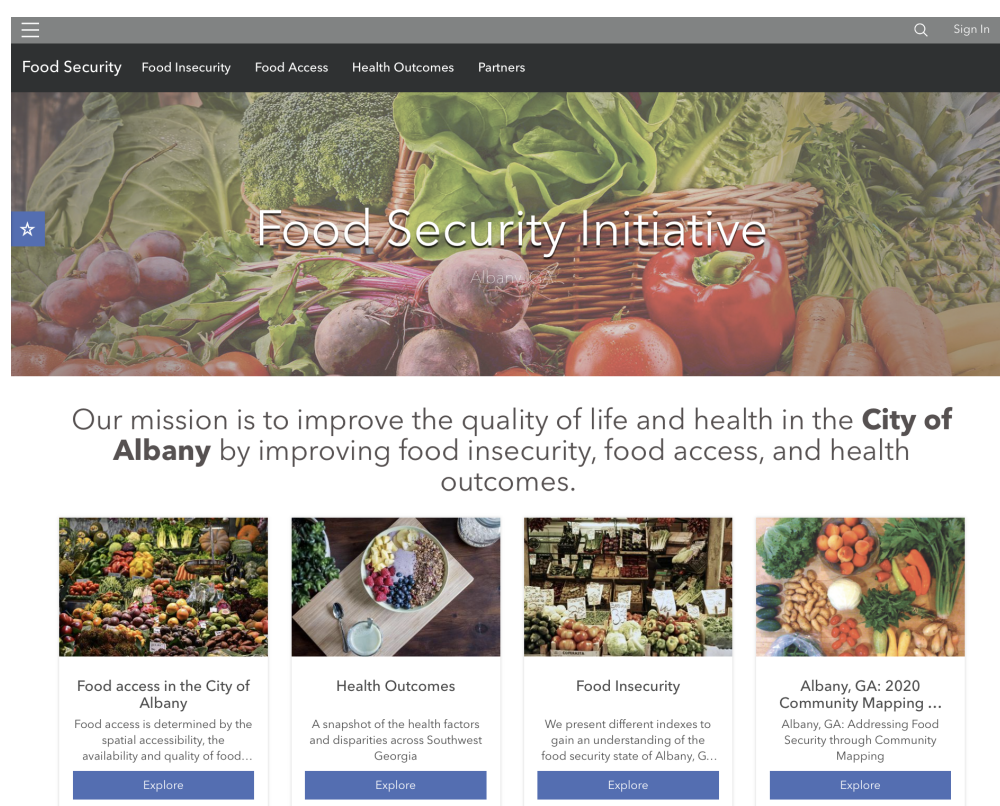 Sign In
Food Security Food Insecurity Food Access Health Outcomes Partners
Food Security Initiative
Albany, GA
Our mission is to improve the quality of life and health in the City of
Albany by improving food insecurity, food access, and health
outcomes.
Food access in the City of
Albany
Food access is determined by the
spatial accessibility, the
availability and quality of food…
Explore
Health Outcomes
A snapshot of the health factors
and disparities across Southwest
Georgia
Explore
Food Insecurity
We present different indexes to
gain an understanding of the
food security state of Albany, G…
Explore
Albany, GA: 2020
Community Mapping …
Albany, GA: Addressing Food
Security through Community
Mapping
Explore